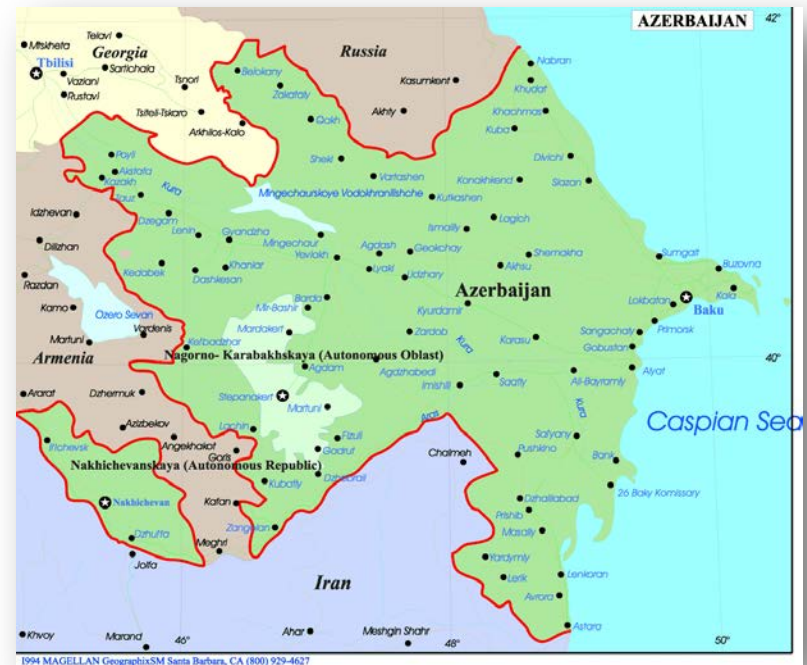 AZERBAIJAN
42°
Telavi
Mtskheta
Georgia
Russia
Nabran
Tbilisi
Sartichala
Belokany
Vaziani
Tsnori
Zakataly
Kasumkent
Khudat
Rustavi
Tsiteli-Tskaro
Akhty
Khachmas
Arkhilos-Kalo
Qakh
Kuba
Poyli
Sheki
Divichi
Akstafa
Kazakh
Vartashen
Konakhkend
Siazan
Tauz
Kura
Mingechaurskoye Vodokhranilishche
Kutkashen
Idzhevan
Dzegam
Lagich
Dilizhan
Lenin
Gyandzha
Mingechaur
Ismailly
Kedabek
Khanlar
Yevlakh
Agdash
Geokchay
Shemakha
Sumgait
Buzovna
Razdan
Dashkesan
Lyaki
Udzhary
Akhsu
Kamo
Ozero Sevan
Barda
Azerbaijan
Lokbatan
Kala
Mir-Bashir
Kyurdamir
Baku
Martuni
Vardenis
Mardakert
Zardob
Karasu
Sangachaly
Primorsk
Armenia
Kel'badzhar
Kura
Gobustan
Nagorno- Karabakhskaya (Autonomous Oblast)
40°
Agdam
Agdzhabedi
Saatly
Ali-Bayramly
Alyat
Ararat
Dzhermuk
Stepanakert
Imishli
Martuni
Kura
Azizbekov
Lachin
Aras
Caspian Sea
Il'ichevsk
Angekhakot
Fizuli
Salyany
Goris
Gadrut
Chalmeh
Pushkino
Bank
Nakhichevanskaya (Autonomous Republic)
Kubatly
Dzhebrail
26 Baky Komissary
Nakhichevan
Kafan
Dzhalilabad
Prishib
Zangelan
Masally
Dzhulfa
Meghri
Yardymly
Jolfa
Lerik
Lenkoran
Iran
Avrora
Astara
Khvoy
Marand
46°
Ahar
Meshgin Shahr
48°
50°
1994 MAGELLAN GeographixSM Santa Barbara, CA (800) 929-4627